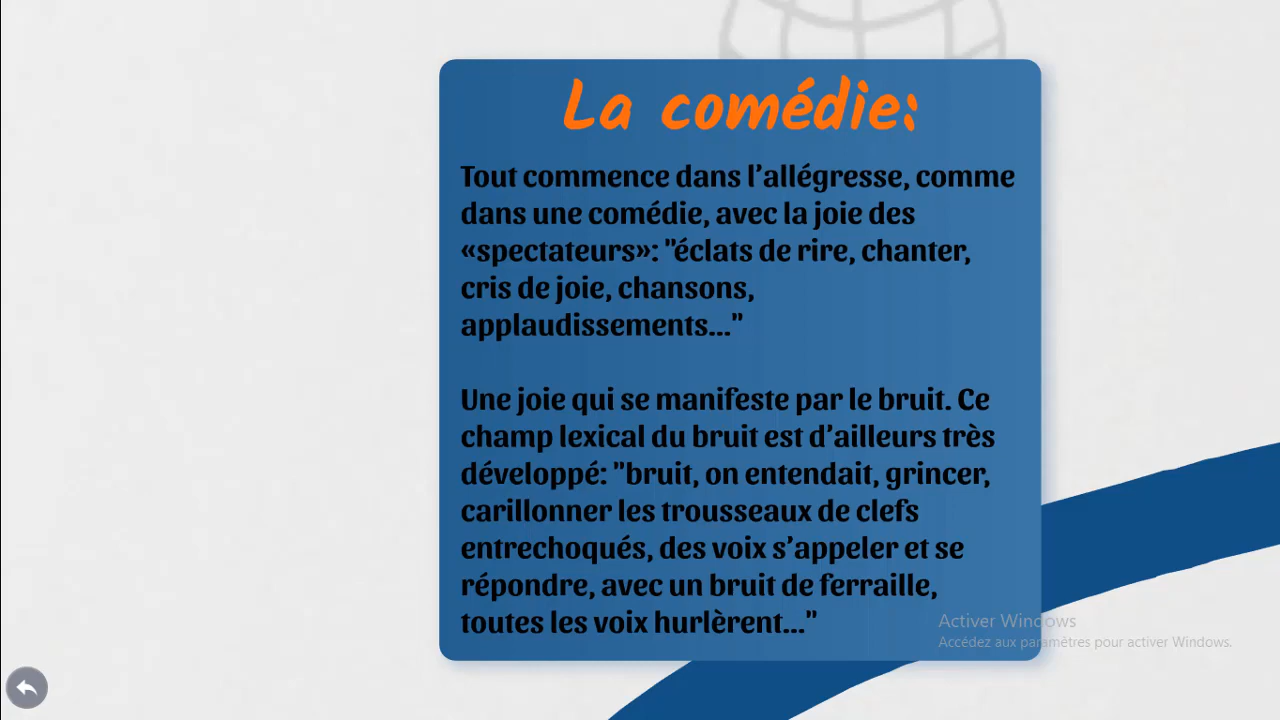 La comédie:
Tout commence dans l’allégresse, comme
dans une comédie, avec la joie des
«spectateurs»: "éclats de rire, chanter,
cris de joie, chansons,
applaudissements..."
Une joie qui se manifeste par le bruit. Ce
champ lexical du bruit est d’ailleurs très
développé: "bruit, on entendait, grincer,
carillonner les trousseaux de clefs
entrechoqués, des voix s’appeler et se
répondre, avec un bruit de ferraille,
toutes les voix hurlèrent..."
Activer Windows
Accédez aux paramètres pour activer Windows.